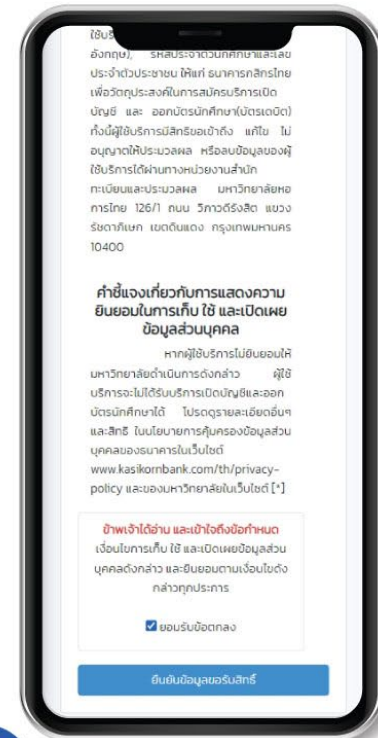 ใช้บริ
อังกฤษ), รหัสประจำตัวนักศึกษาและเลข
ประจำตัวประชาชน ให้แก่ ธนาคารกสิกรไทย
เพื่อวัตถุประสงค์ในการสมัครบริการเปิด
บัญชี และ ออกบัตรนักศึกษา(บัตรเดบิต)
ทั้งนี้ผู้ใช้บริการมีสิทธิขอเข้าถึง แก้ไข ไม่
อนุญาตให้ประมวลผล หรือลบข้อมูลของผู้
ใช้บริการได้ผ่านทางหน่วยงานสำนัก
ทะเบียนและประมวลผล มหาวิทยาลัยหอ
การไทย 126/1 ถนน วิภาวดีรังสิต แขวง
รัชดาภิเษก เขตดินแดง กรุงเทพมหานคร
10400
คำชี้แจงเกี่ยวกับการแสดงความ
ยินยอมในการเก็บ ใช้ และเปิดเผย
ข้อมูลส่วนบุคคล
หากผู้ใช้บริการไม่ยินยอมให้
มหาวิทยาลัยดำเนินการดังกล่าว ผู้ใช้
บริการจะไม่ได้รับบริการเปิดบัญชีและออก
บัตรนักศึกษาได้ โปรดดูรายละเอียดอื่นๆ
และสิทธิ ในนโยบายการคุ้มครองข้อมูลส่วน
บุคคลของธนาคารในเว็บไซต์
www.kasikornbank.com/th/privacy-
policy และของมหาวิทยาลัยในเว็บไซต์ [*]
ข้าพเจ้าได้อ่าน และเข้าใจถึงข้อกำหนด
เงื่อนไขการเก็บ ใช้ และเปิดเผยข้อมูลส่วน
บุคคลดังกล่าว และยินยอมตามเงื่อนไขดัง
กล่าวทุกประการ
ยอมรับข้อตกลง
ยืนยันข้อมูลขอรับสิทธิ์